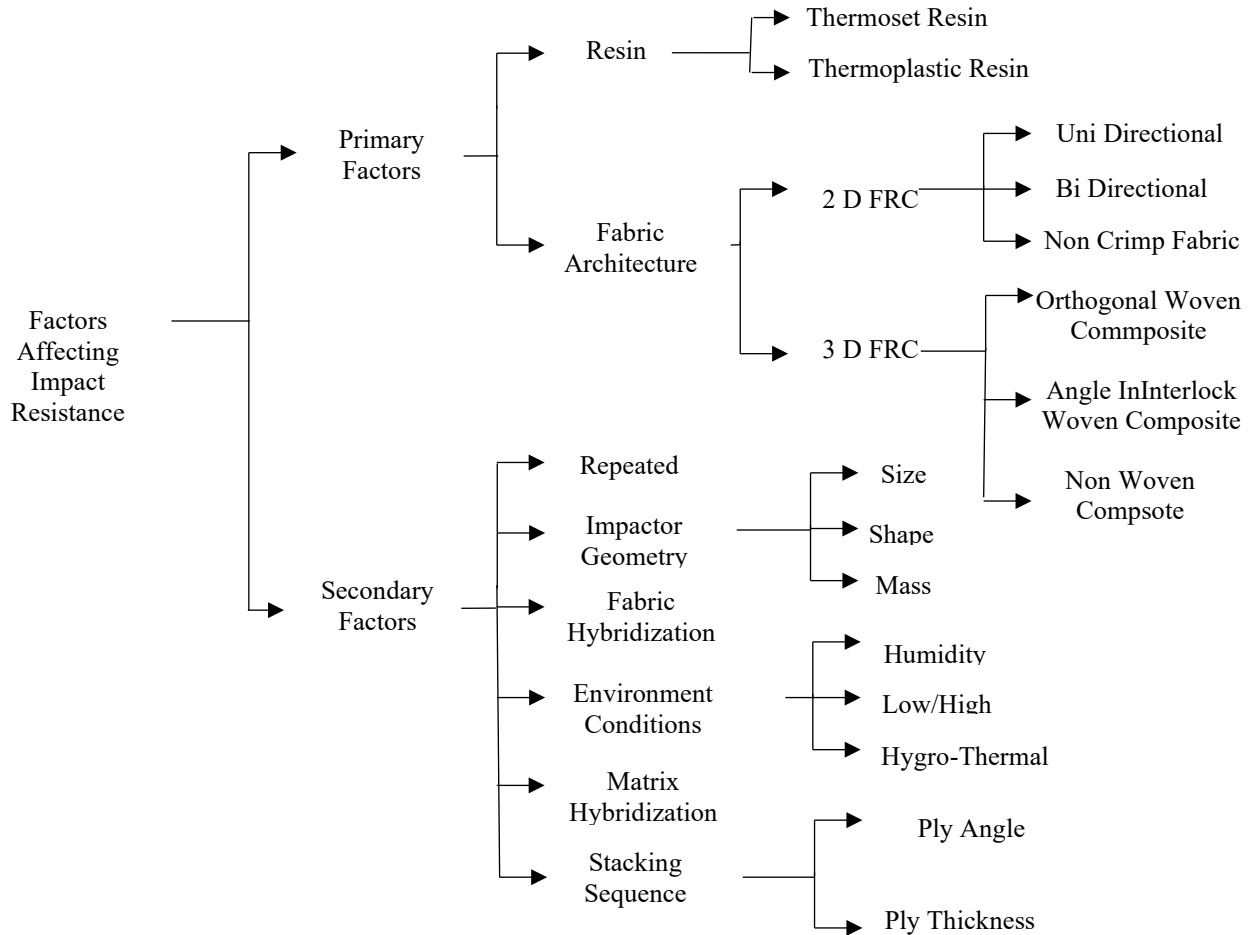 Factors
Affecting
Impact
Resistance
Primary
Factors
Resin
Thermoset Resin
Thermoplastic Resin
Fabric
Architecture
2 D FRC
Uni Directional
Bi Directional
Non Crimp Fabric
3 D FRC
Orthogonal Woven
Commposite
Angle InInterlock
Woven Composite
Non Woven
Compsote
Secondary
Factors
Repeated
Impactor
Geometry
Size
Shape
Mass
Fabric
Hybridization
Environment
Conditions
Humidity
Low/High
Hygro-Thermal
Matrix
Hybridization
Stacking
Sequence
Ply Angle
Ply Thickness